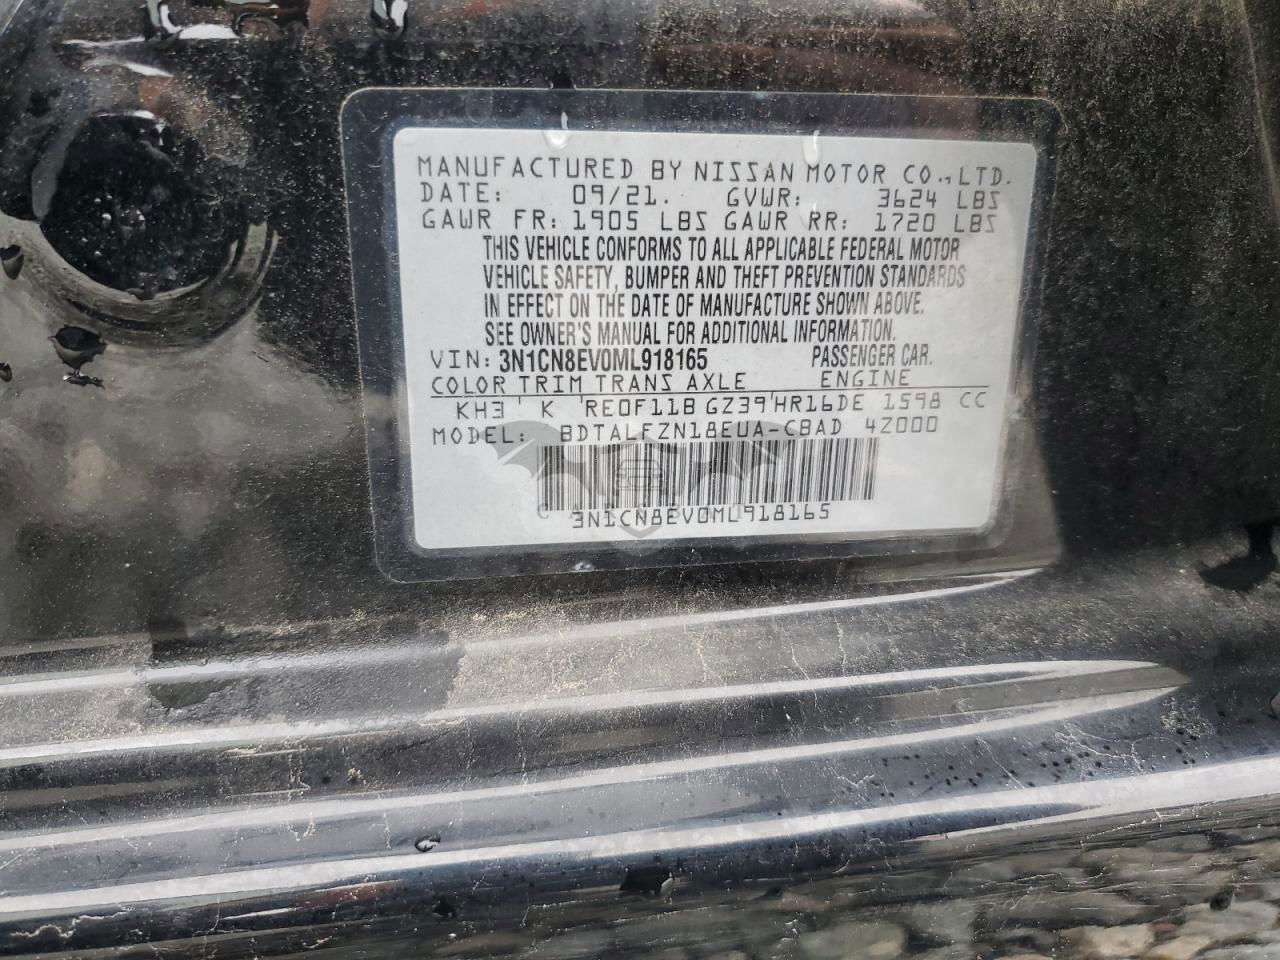 MANUFACTURED BY NISSAN MOTOR CO., LTD.
DATE: 09/21. GVWR: 3624 LBS
GAWR FR: 1905 LBS GAWR RR: 1720 LBS
THIS VEHICLE CONFORMS TO ALL APPLICABLE FEDERAL MOTOR
VEHICLE SAFETY, BUMPER AND THEFT PREVENTION STANDARDS
IN EFFECT ON THE DATE OF MANUFACTURE SHOWN ABOVE.
SEE OWNER'S MANUAL FOR ADDITIONAL INFORMATION.
VIN: 3N1CN8EV0ML918165 PASSENGER CAR.
COLOR TRIM TRANS AXLE ENGINE
KH3 ' K 'RE0F11B GZ39'HR16DE 1598 CC
MODEL: BDTALFZN18EUA-CBAD 4Z000
3N1CN8EV0ML918165